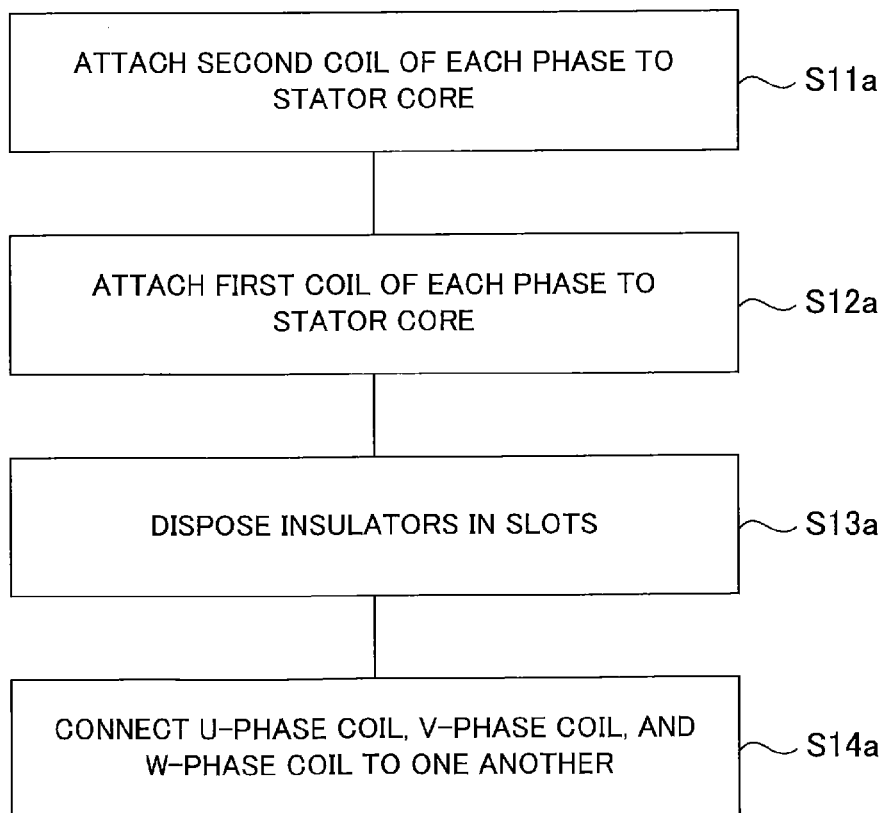 ATTACH SECOND COIL OF EACH PHASE TO
STATOR CORE
S11a
ATTACH FIRST COIL OF EACH PHASE TO
STATOR CORE
S12a
DISPOSE INSULATORS IN SLOTS
S13a
CONNECT U-PHASE COIL, V-PHASE COIL, AND
W-PHASE COIL TO ONE ANOTHER
S14a